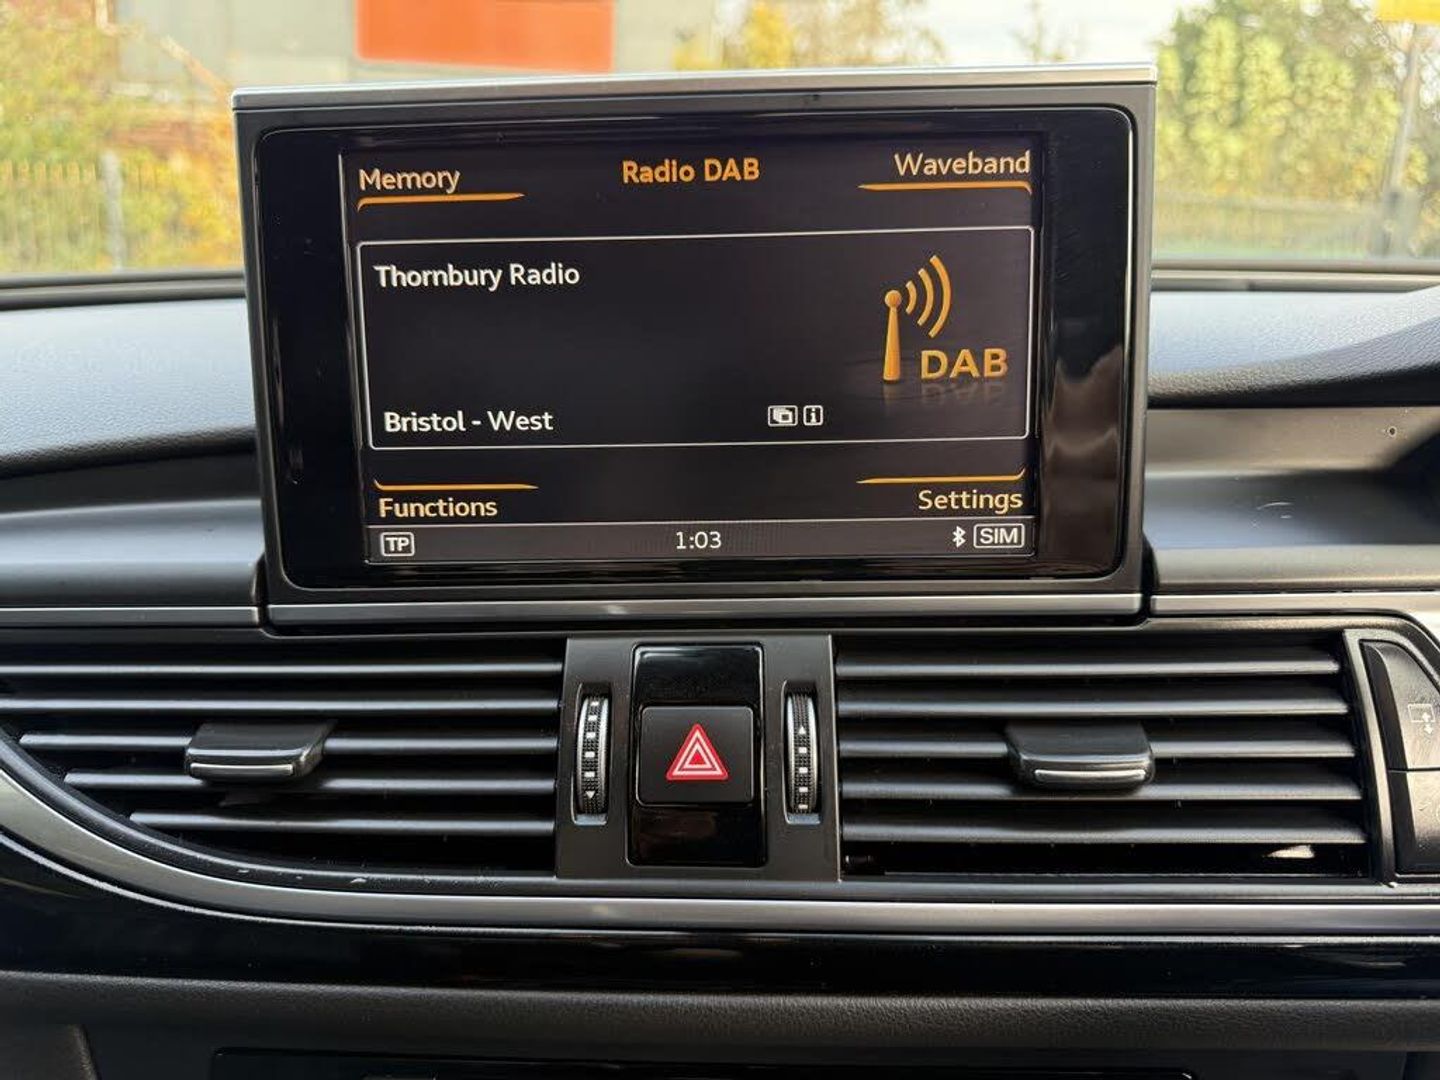 Memory
Radio DAB
Waveband
Thornbury Radio
DAB
Bristol - West
Functions
Settings
TP
1:03
SIM